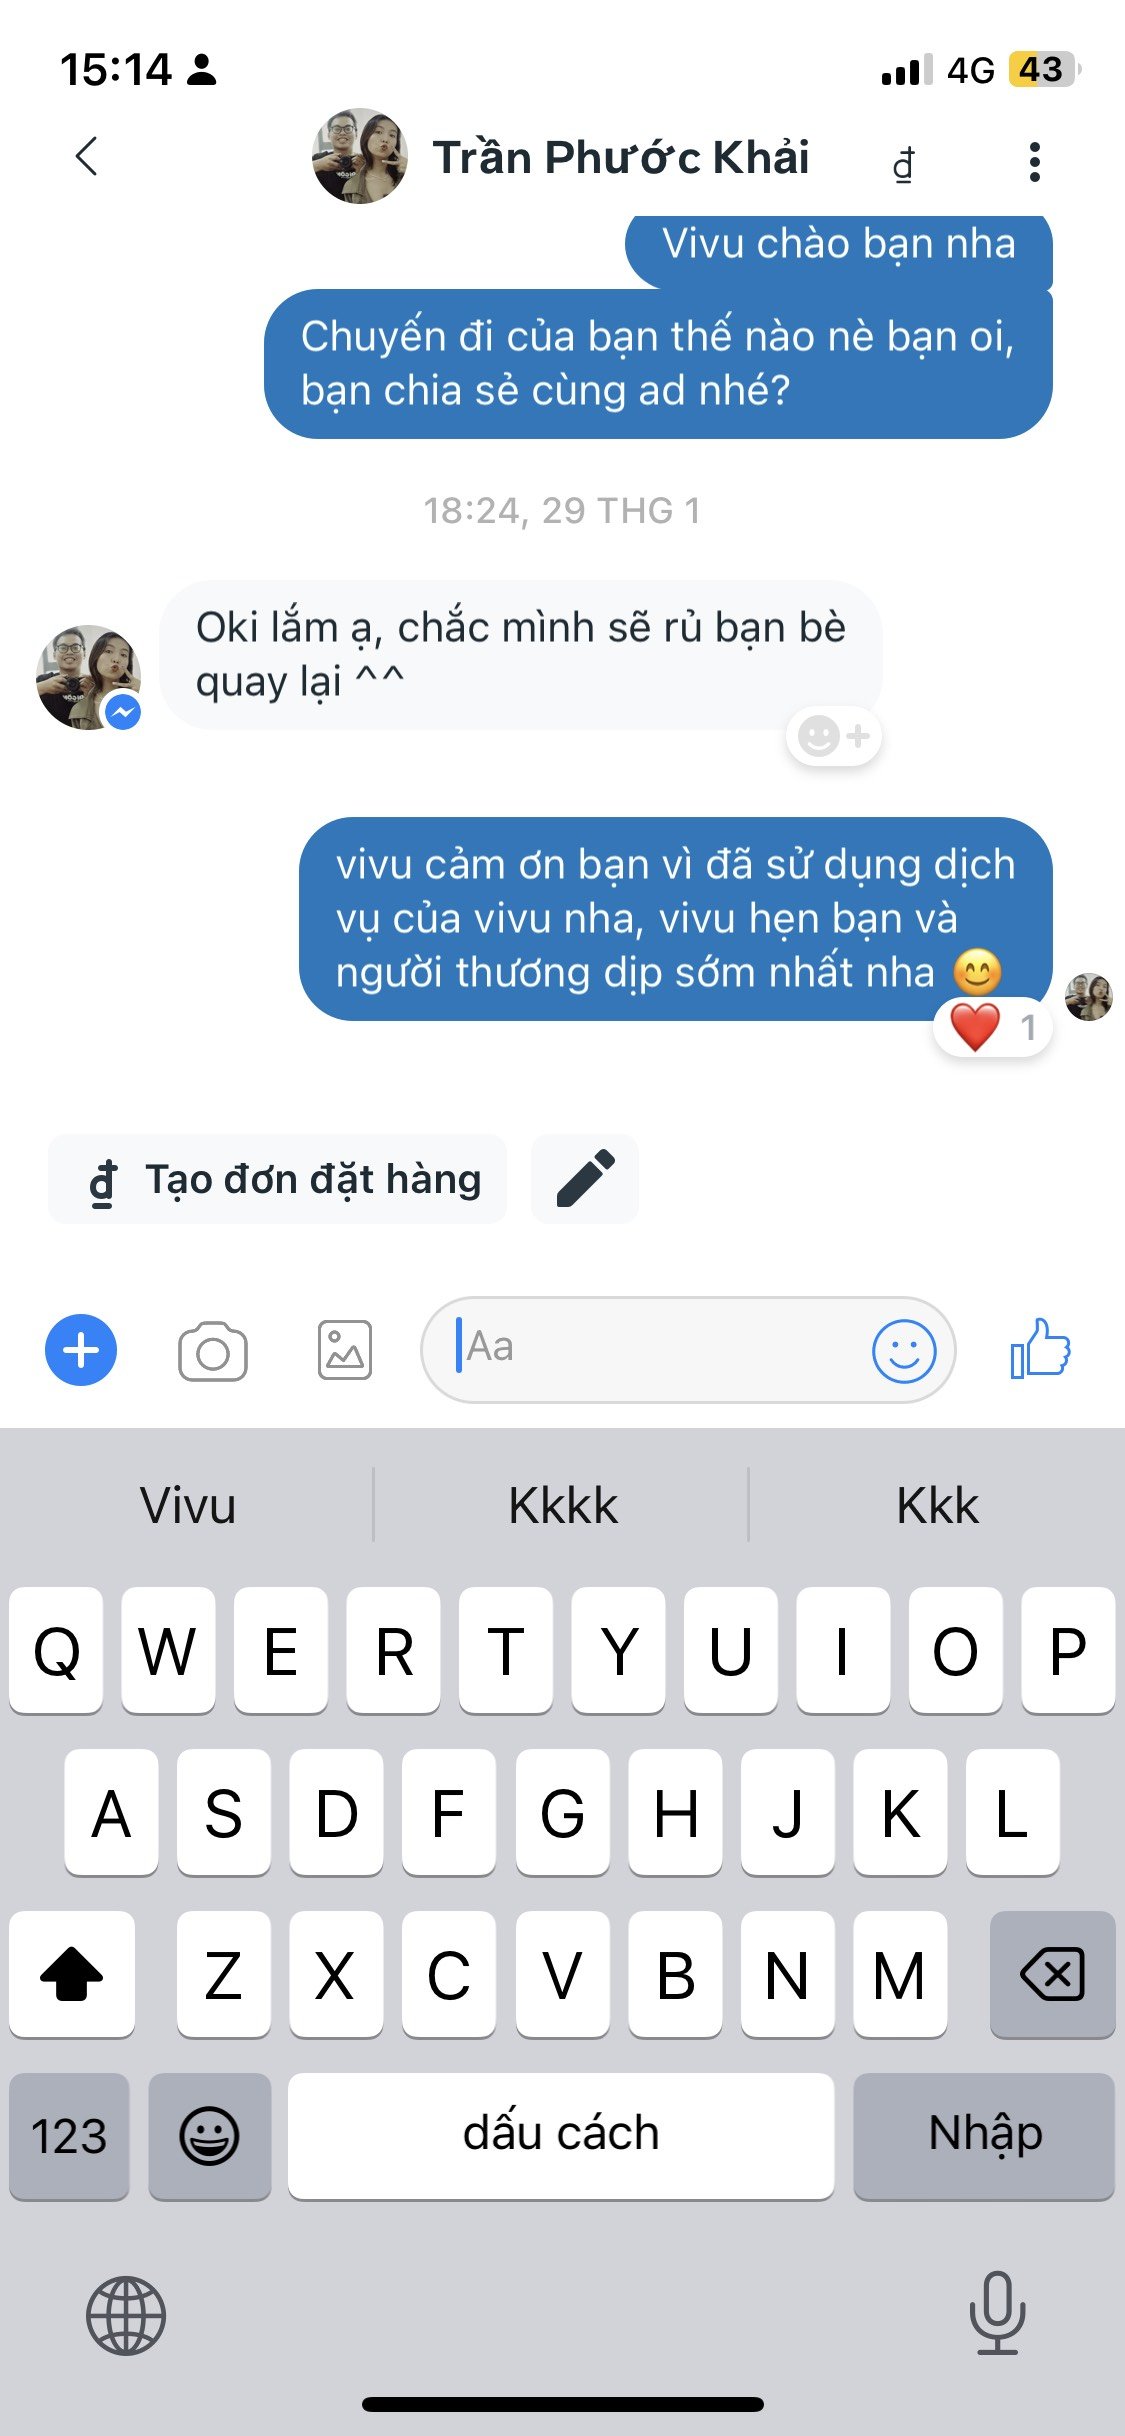 15:14
4G
43
Trần Phước Khải
₫
Vivu chào bạn nha
Chuyến đi của bạn thế nào nè bạn oi,
bạn chia sẻ cùng ad nhé?
18:24, 29 THG 1
Oki lắm ạ, chắc mình sẽ rủ bạn bè
quay lại ^^
vivu cảm ơn bạn vì đã sử dụng dịch
vụ của vivu nha, vivu hẹn bạn và
người thương dịp sớm nhất nha 😊
❤️ 1
₫ Tạo đơn đặt hàng
Aa
Vivu
Kkkk
Kkk
Q W E R T Y U I O P
A S D F G H J K L
Z X C V B N M
123
dấu cách
Nhập